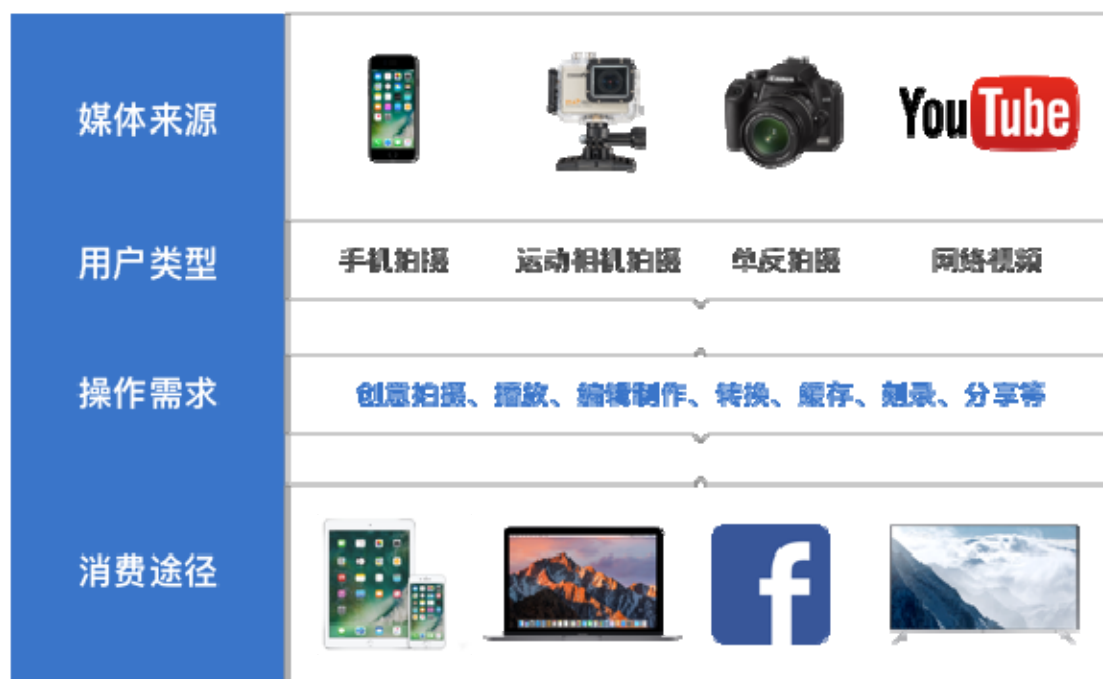 媒体来源
YouTube
用户类型
手机拍摄 运动相机拍摄 单反拍摄 网络视频
操作需求
创意拍摄、播放、编辑制作、转换、缓存、刻录、分享等
消费途径
f